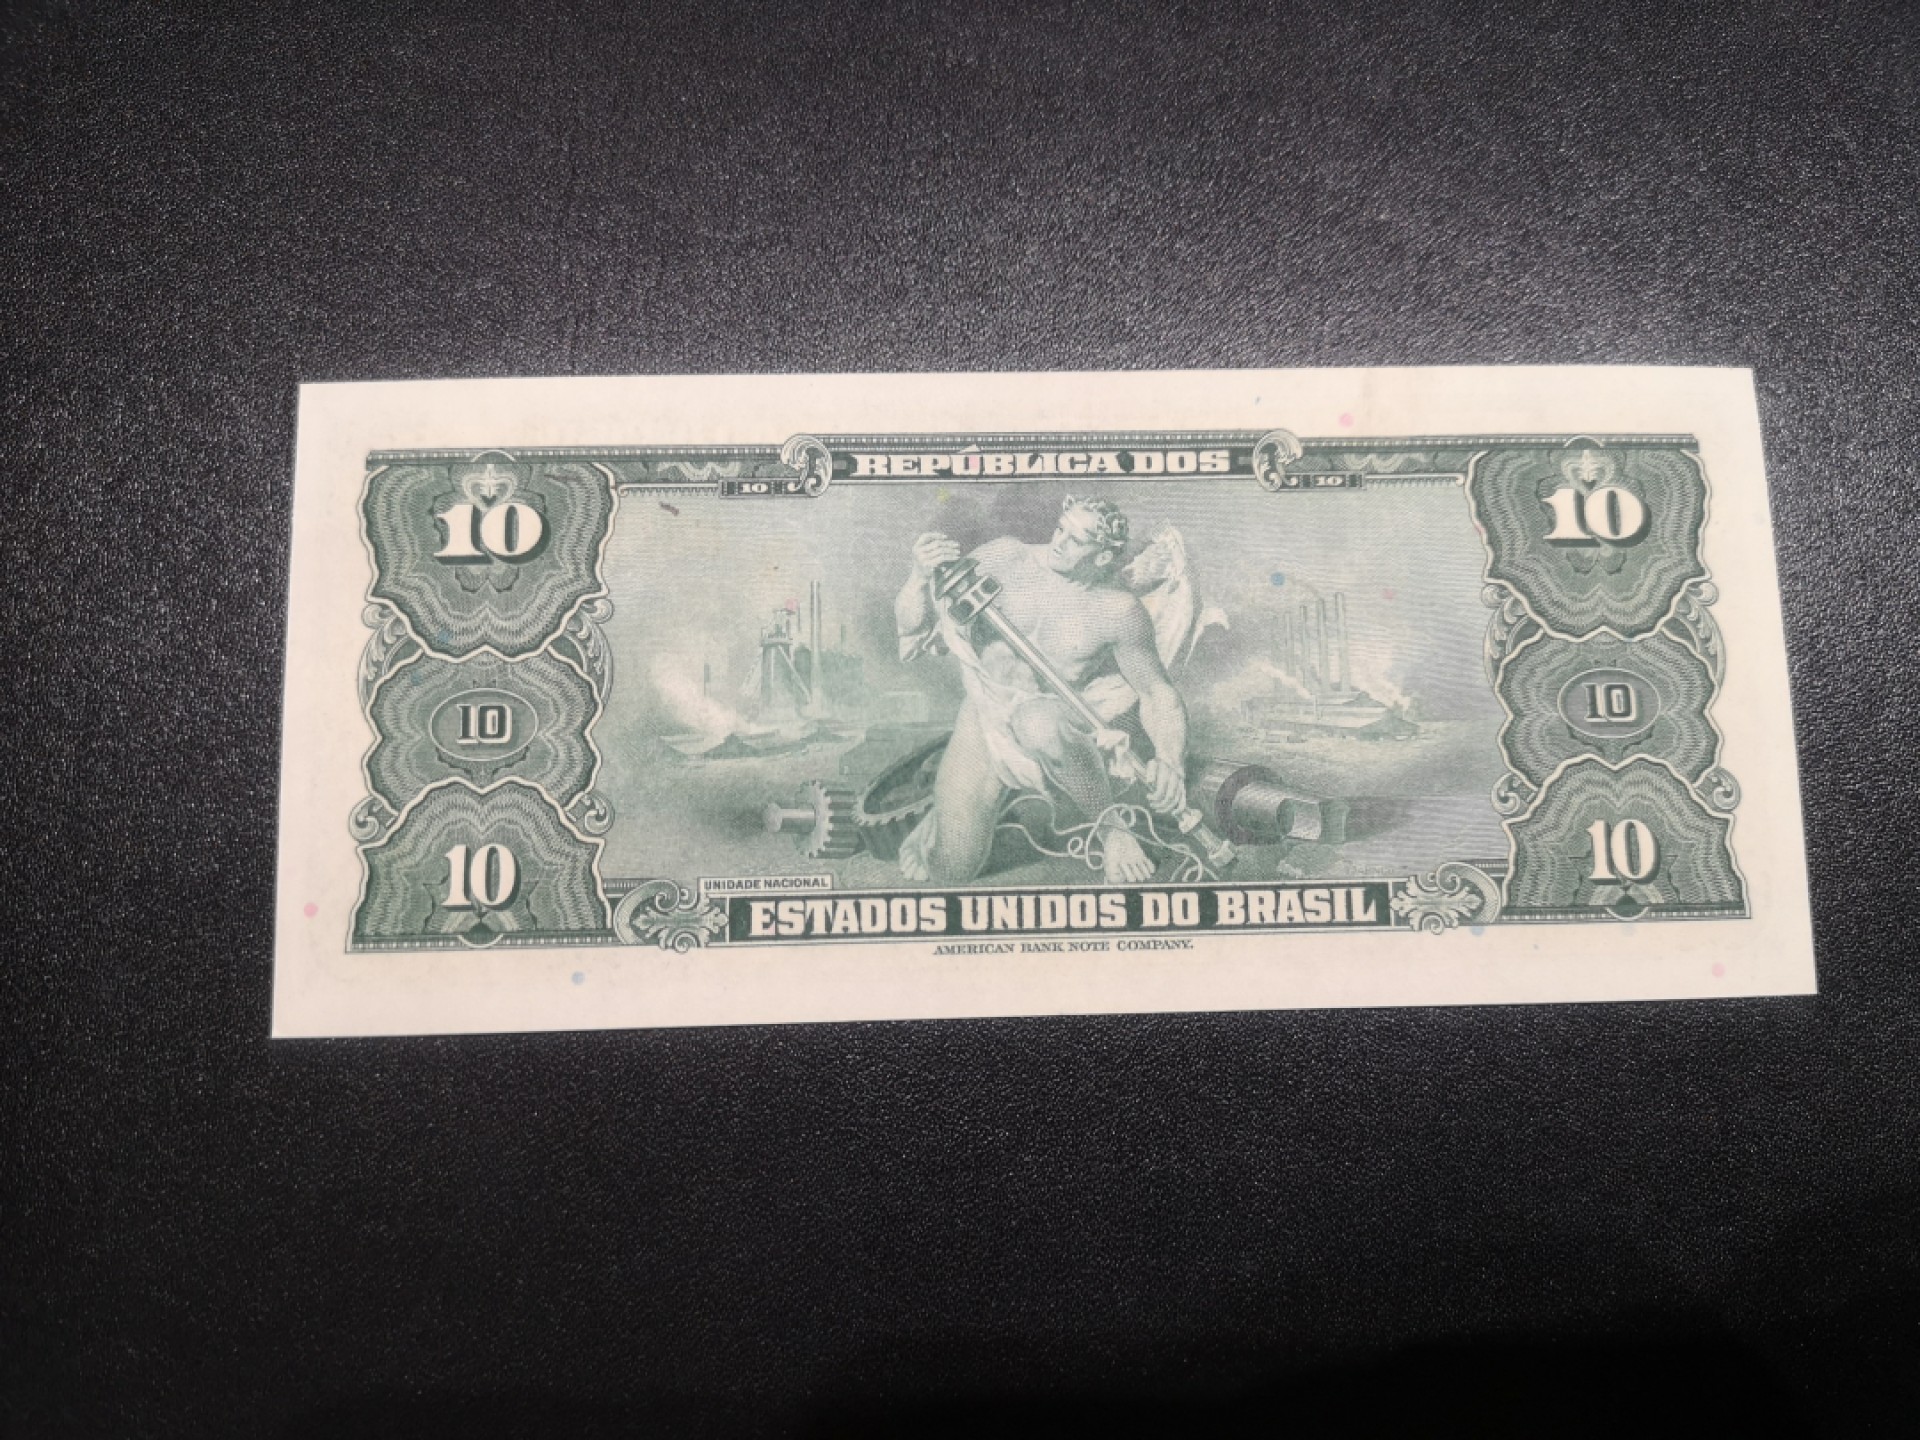 REPÚBLICA DOS
10 10
10 10
10 10
10 10
UNIDADE NACIONAL
ESTADOS UNIDOS DO BRASIL
AMERICAN BANK NOTE COMPANY.